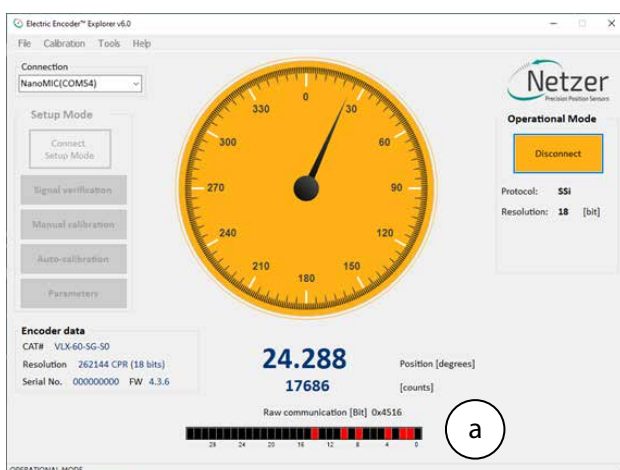 Electric Encoder™ Explorer v6.0
File Calibration Tools Help
Connection
NanoMIC(COM54)
Setup Mode
Connect
Setup Mode
Signal verification
Manual calibration
Auto-calibration
Parameters
0
30
60
90
120
150
180
210
240
270
300
330
Netzer
Precision Position Sensors
Operational Mode
Disconnect
Protocol: SSi
Resolution: 18 [bit]
Encoder data
CAT# VLX-60-SG-S0
Resolution 262144 CPR (18 bits)
Serial No. 000000000 FW 4.3.6
24.288 Position [degrees]
17686 [counts]
Raw communication [Bit] 0x4516
28 24 20 16 12 8 4 0
a
OPERATIONAL MODE